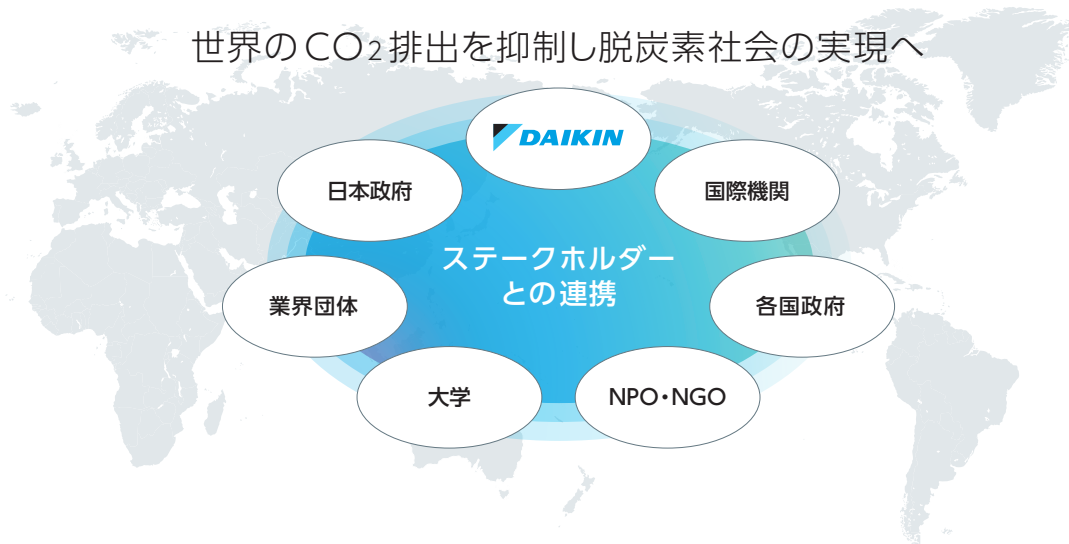 世界のCO2排出を抑制し脱炭素社会の実現へ
DAIKIN
日本政府
国際機関
ステークホルダー
との連携
業界団体
各国政府
大学
NPO・NGO